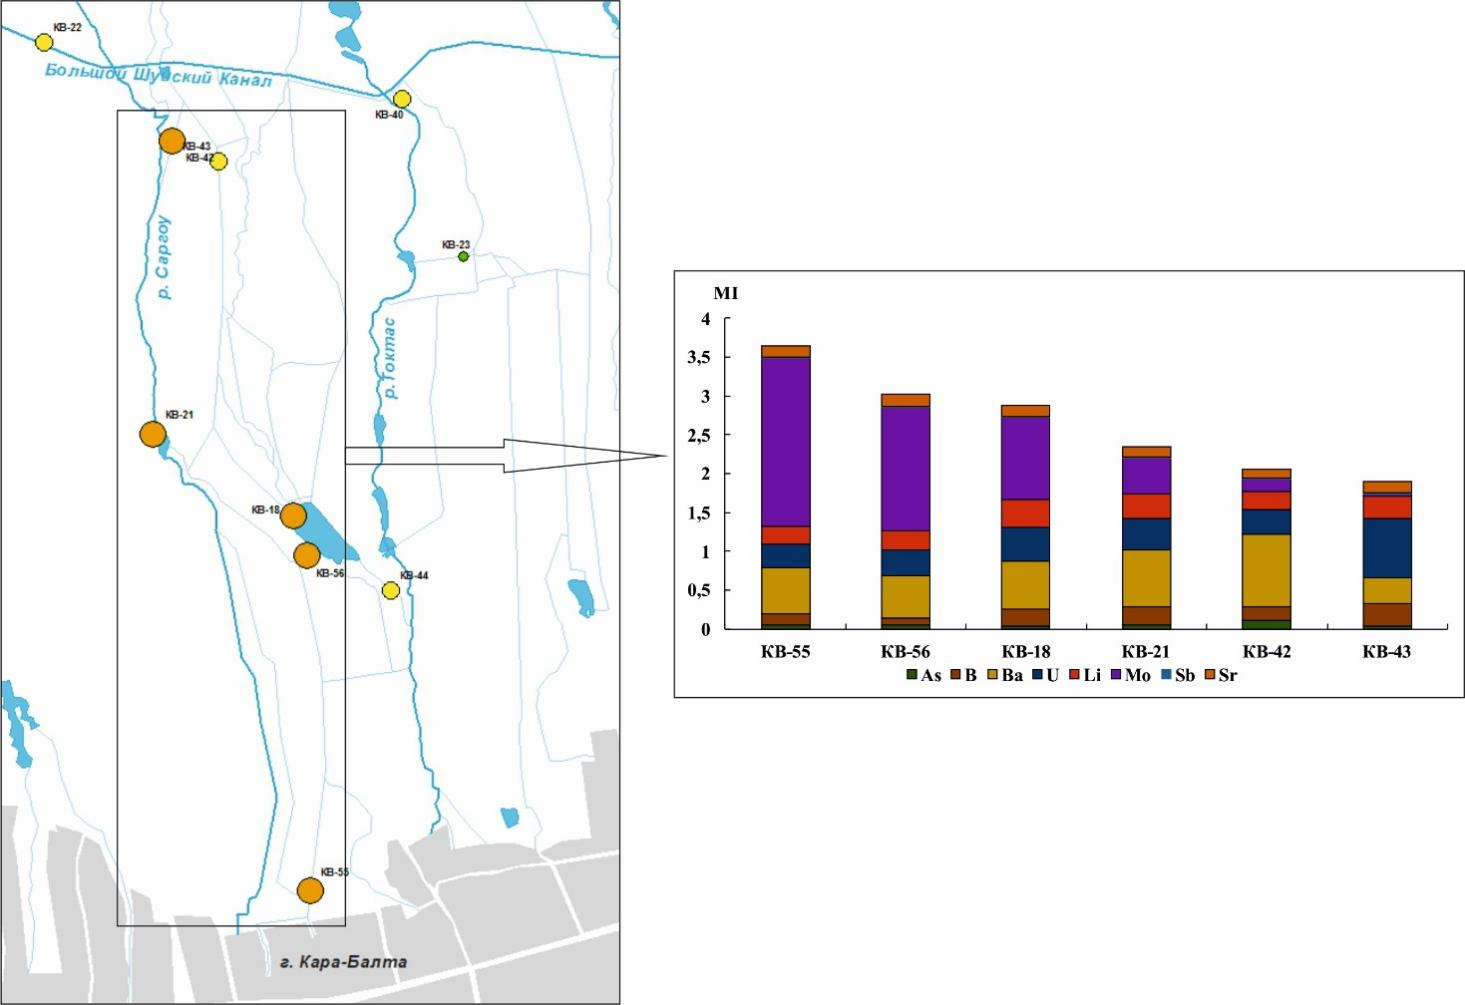 КВ-22
Большой Шуйский Канал
КВ-40
КВ-43
КВ-42
р. Саргоу
КВ-23
р.Токтас
КВ-21
КВ-18
КВ-56
КВ-44
КВ-55
г. Кара-Балта
MI
4
3,5
3
2,5
2
1,5
1
0,5
0
КВ-55 КВ-56 КВ-18 КВ-21 КВ-42 КВ-43
As B Ba U Li Mo Sb Sr